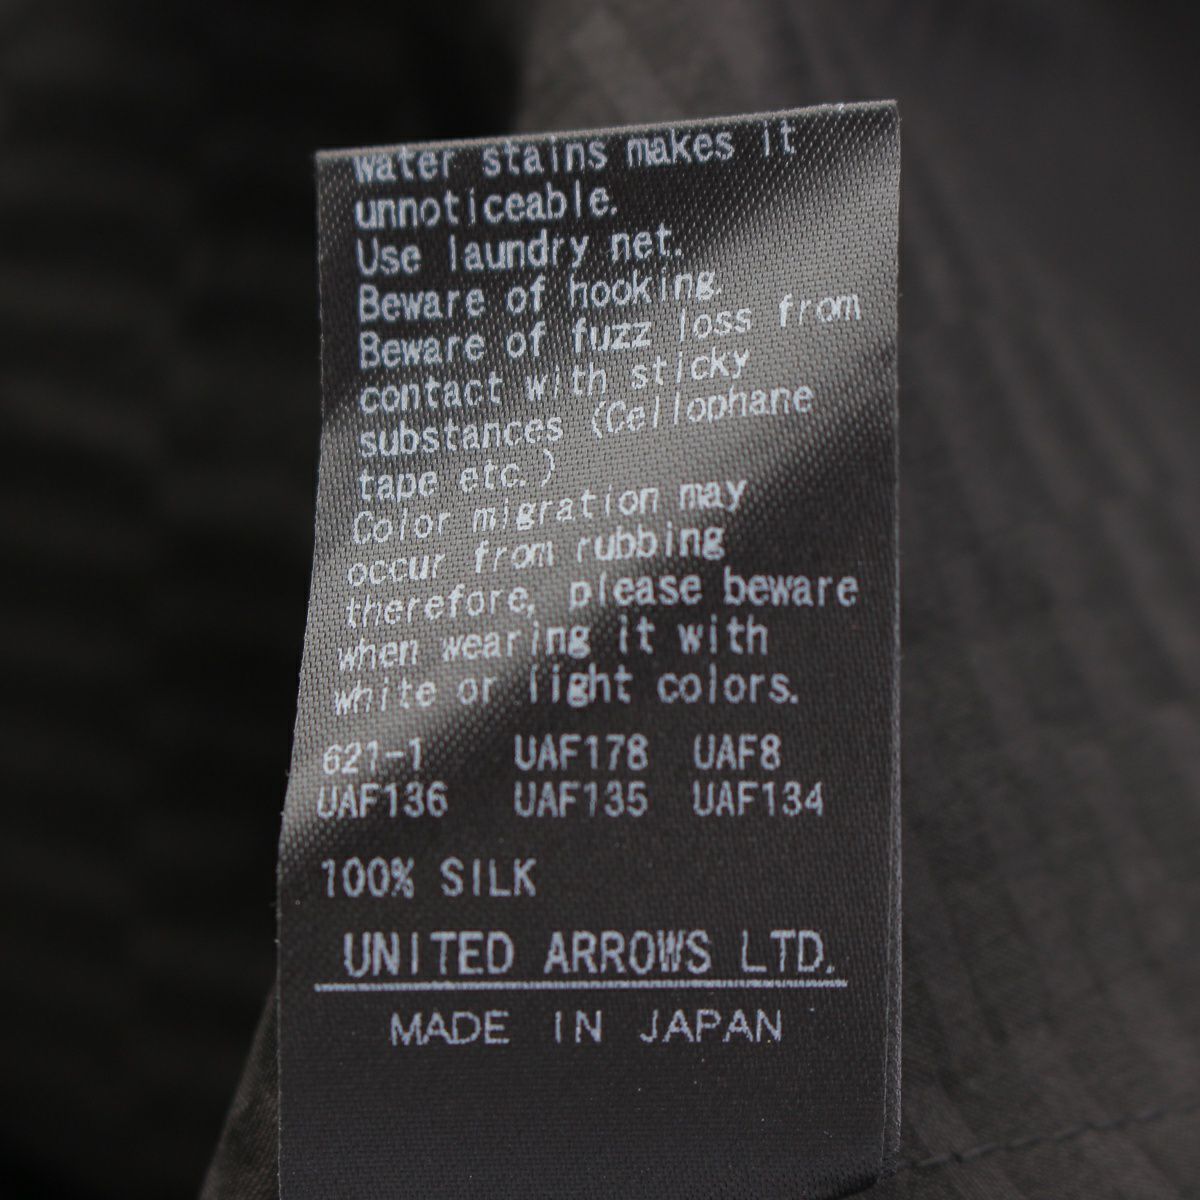 water stains makes it
unnoticeable.
Use laundry net.
Beware of hooking.
Beware of fuzz loss from
contact with sticky
substances (Cellophane
tape etc.)
Color migration may
occur from rubbing
therefore, please beware
when wearing it with
white or light colors.
621-1 UAF178 UAF8
UAF136 UAF135 UAF134
100% SILK
UNITED ARROWS LTD.
MADE IN JAPAN